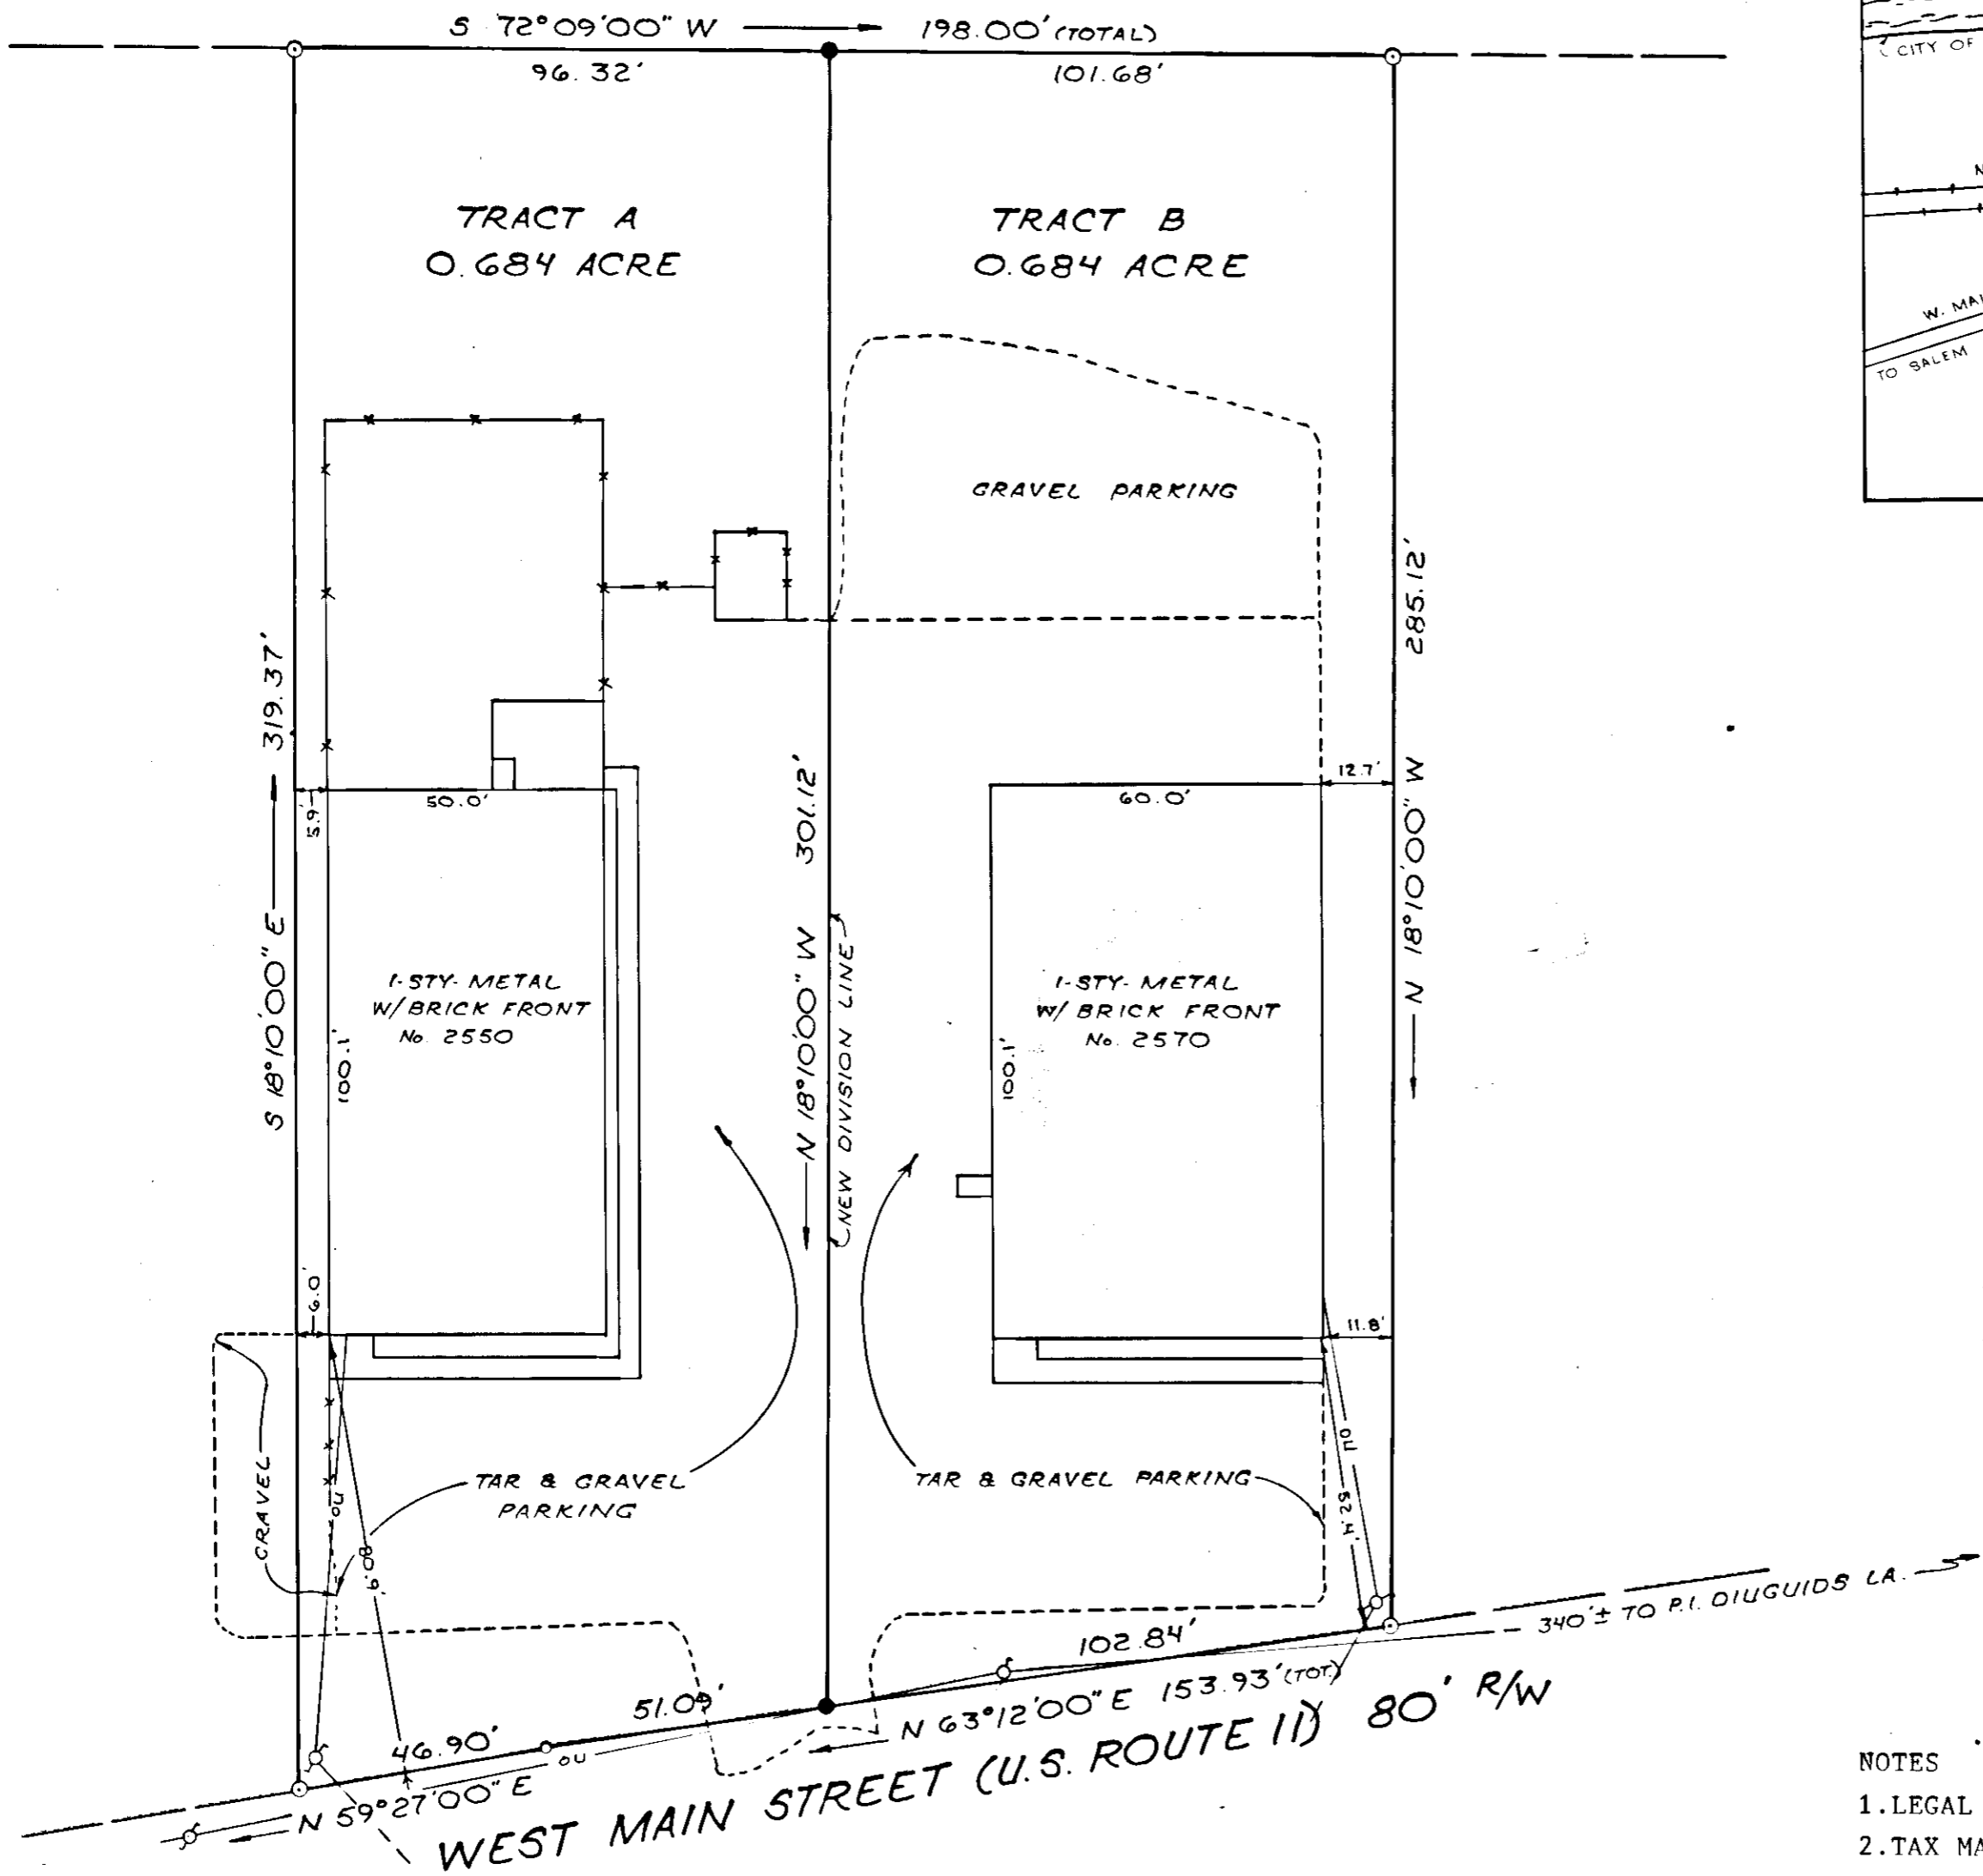 S 72°09'00" W 198.00' (TOTAL)
96.32'
101.68'
CITY OF
N
W. MAI
TO SALEM
TRACT A
0.684 ACRE
TRACT B
0.684 ACRE
GRAVEL PARKING
S 18°10'00" E 319.37'
N 18°10'00" W 301.12'
NEW DIVISION LINE
N 18°10'00" W 285.12'
5.9'
50.0'
60.0'
12.7'
1-STY- METAL
W/ BRICK FRONT
No. 2550
100.1'
1-STY- METAL
W/ BRICK FRONT
No. 2570
100.1'
6.0'
11.8'
GRAVEL
OU
TAR & GRAVEL
PARKING
80.9'
TAR & GRAVEL PARKING
OU
52.4'
340'± TO P.I. DIUGUIDS LA.
102.84'
51.09'
46.90'
OU
N 63°12'00" E 153.93' (TOT.)
N 59°27'00" E
WEST MAIN STREET (U.S. ROUTE 11) 80' R/W
NOTES
1.LEGAL
2.TAX MA